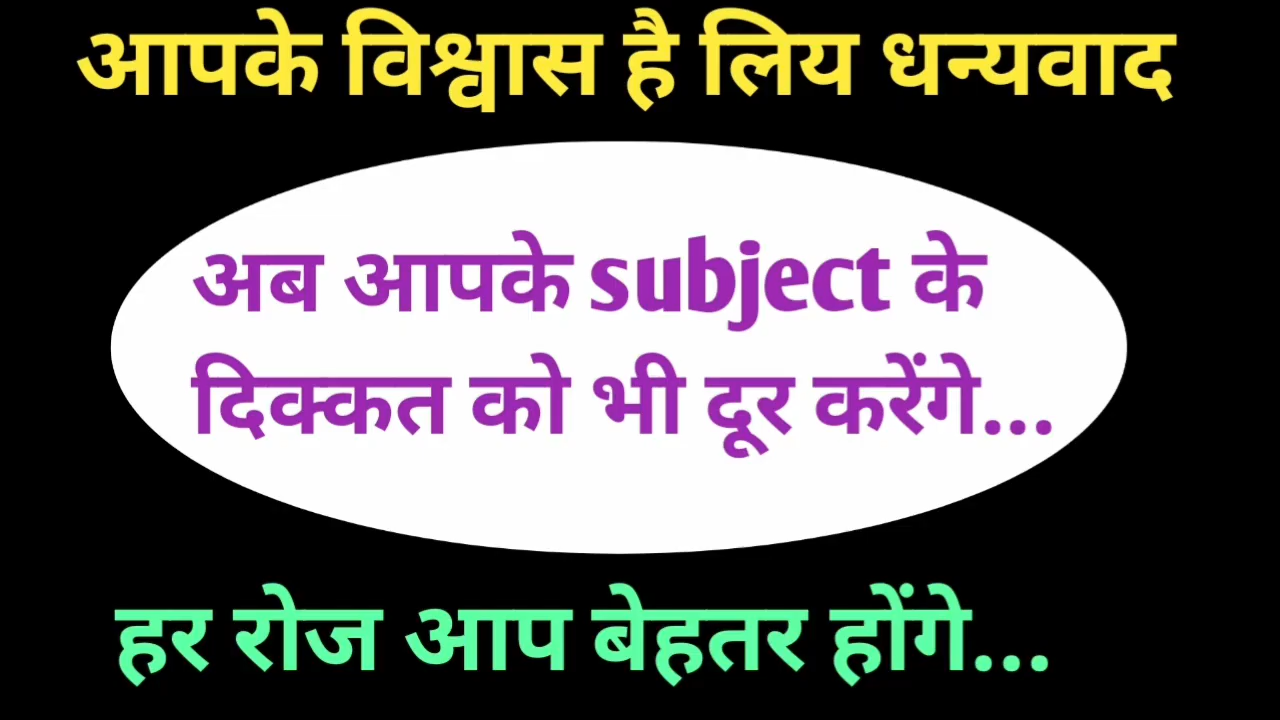 आपके विश्वास है लिय धन्यवाद
अब आपके subject के
दिक्कत को भी दूर करेंगे...
हर रोज आप बेहतर होंगे...